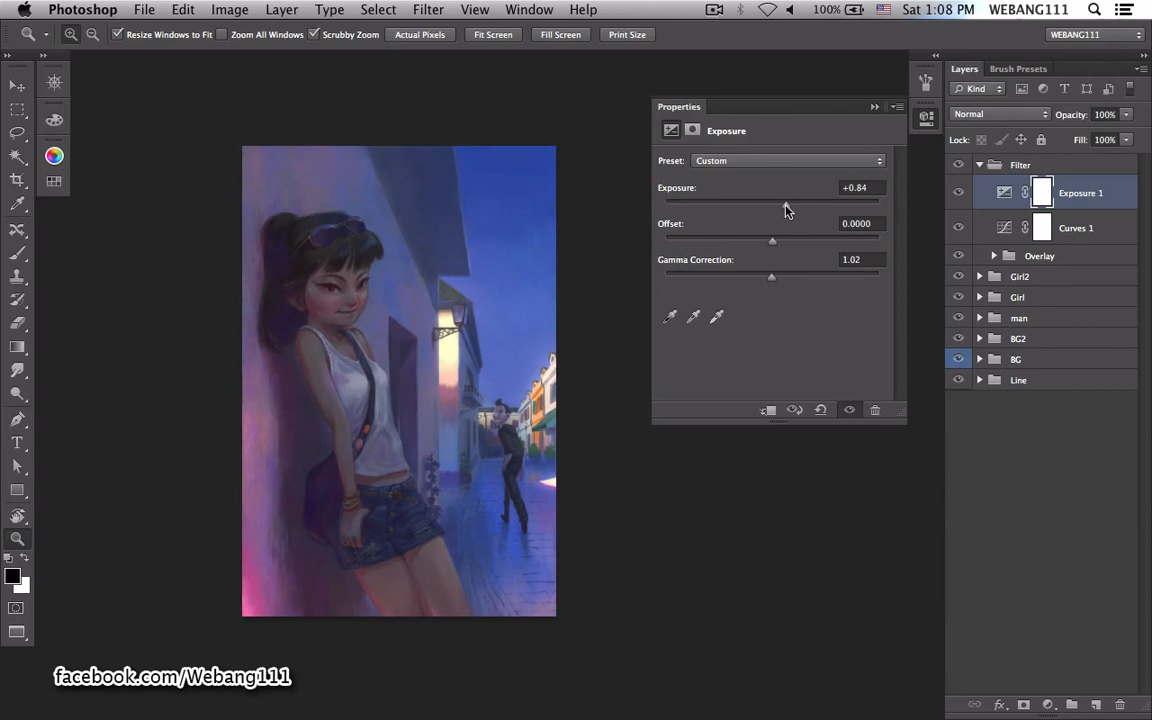 Photoshop File Edit Image Layer Type Select Filter View Window Help 100% Sat 1:08 PM WEBANG111
Resize Windows to Fit Zoom All Windows Scrubby Zoom Actual Pixels Fit Screen Fill Screen Print Size WEBANG111
Layers Brush Presets
Kind
Normal Opacity: 100%
Lock: Fill: 100%
Filter
Exposure 1
Curves 1
Overlay
Girl2
Girl
man
BG2
BG
Line
Properties
Exposure
Preset: Custom
Exposure: +0.84
Offset: 0.0000
Gamma Correction: 1.02
facebook.com/Webang111